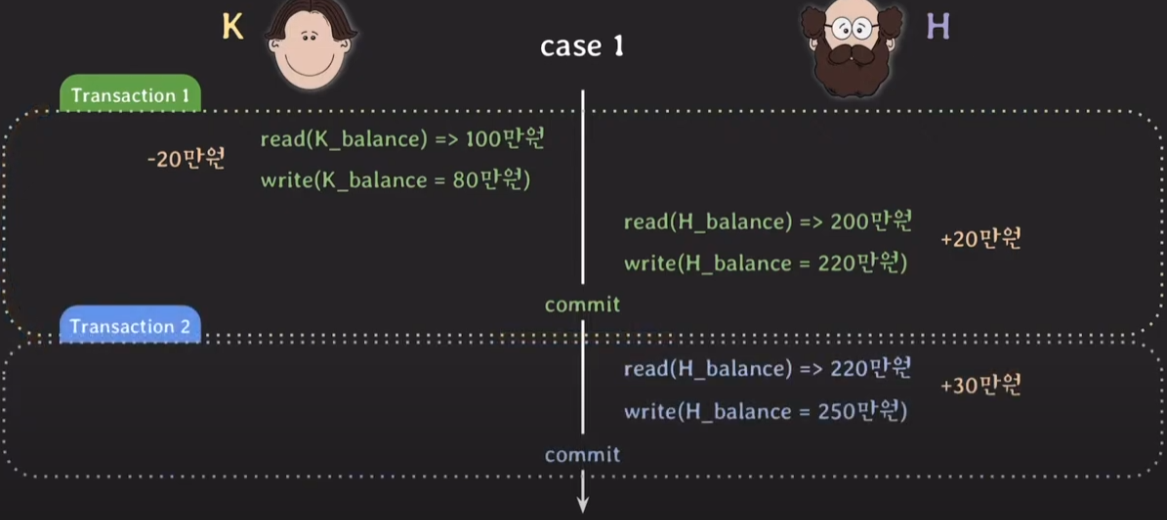 K
case 1
H
Transaction 1
-20만원
read(K_balance) => 100만원
write(K_balance = 80만원)
read(H_balance) => 200만원
write(H_balance = 220만원)
+20만원
commit
Transaction 2
read(H_balance) => 220만원
write(H_balance = 250만원)
+30만원
commit